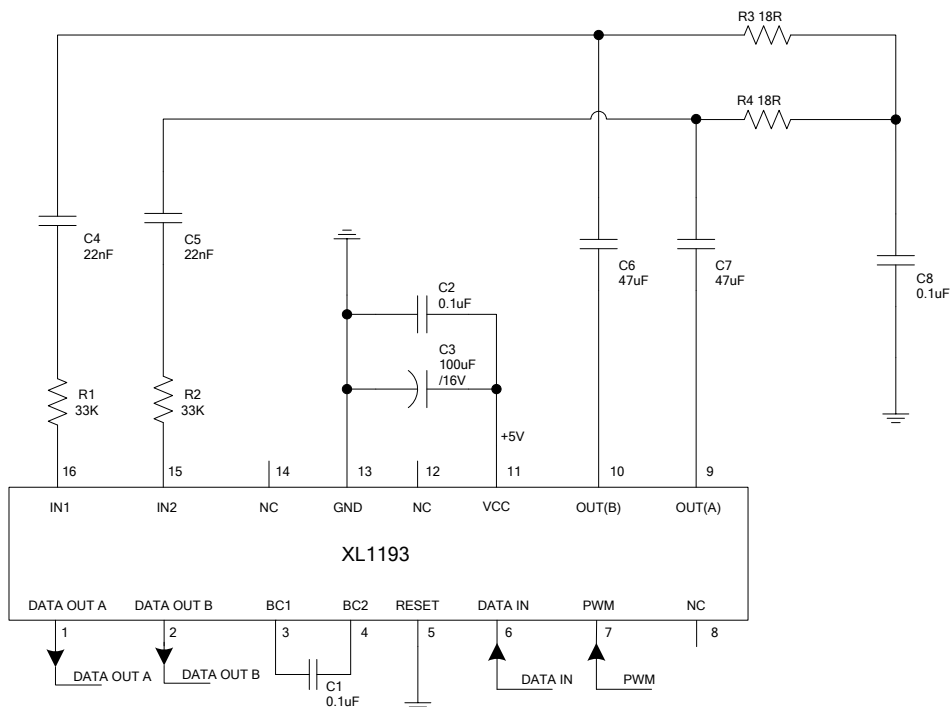 R3 18R
R4 18R
C4
22nF
C5
22nF
C6
47uF
C7
47uF
C8
0.1uF
C2
0.1uF
C3
100uF
/16V
R1
33K
R2
33K
+5V
16 15 14 13 12 11 10 9
IN1 IN2 NC GND NC VCC OUT(B) OUT(A)
XL1193
DATA OUT A DATA OUT B BC1 BC2 RESET DATA IN PWM NC
1 2 3 4 5 6 7 8
DATA OUT A DATA OUT B DATA IN PWM
C1
0.1uF